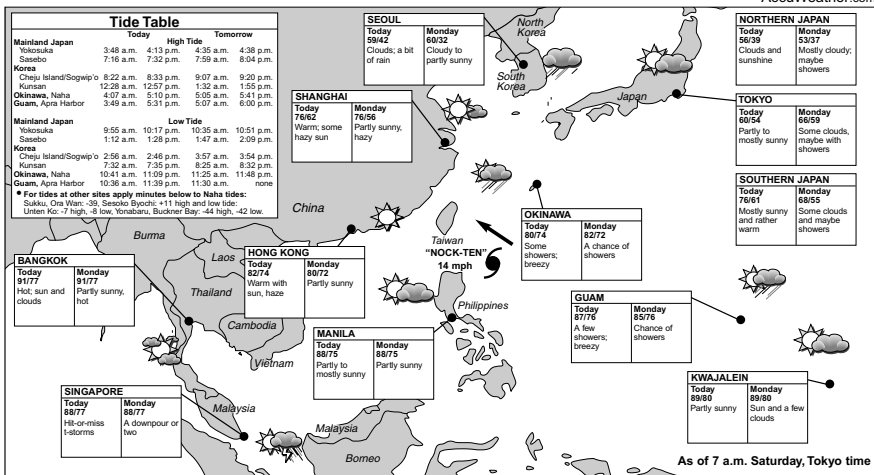 AccuWeather.com
Tide Table
Today Tomorrow
Mainland Japan High Tide
Yokosuka 3:48 a.m. 4:13 p.m. 4:35 a.m. 4:38 p.m.
Sasebo 7:16 a.m. 7:32 p.m. 7:59 a.m. 8:04 p.m.
Korea
Cheju Island/Sogwip'o 8:22 a.m. 8:33 p.m. 9:07 a.m. 9:20 p.m.
Kunsan 12:28 a.m. 12:57 p.m. 1:32 a.m. 1:55 p.m.
Okinawa, Naha 4:07 a.m. 5:10 p.m. 5:05 a.m. 5:41 p.m.
Guam, Apra Harbor 3:49 a.m. 5:31 p.m. 5:07 a.m. 6:00 p.m.
Mainland Japan Low Tide
Yokosuka 9:55 a.m. 10:17 p.m. 10:35 a.m. 10:51 p.m.
Sasebo 1:12 a.m. 1:28 p.m. 1:47 a.m. 2:09 p.m.
Korea
Cheju Island/Sogwip'o 2:56 a.m. 2:46 p.m. 3:57 a.m. 3:54 p.m.
Kunsan 7:32 a.m. 7:35 p.m. 8:25 a.m. 8:32 p.m.
Okinawa, Naha 10:41 a.m. 11:09 p.m. 11:25 a.m. 11:48 p.m.
Guam, Apra Harbor 10:36 a.m. 11:39 p.m. 11:30 a.m. none
• For tides at other sites apply minutes below to Naha tides:
Sukku, Ora Wan: -39, Sesoko Byochi: +11 high and low tide:
Unten Ko: -7 high, -8 low, Yonabaru, Buckner Bay: -44 high, -42 low.
SEOUL
Today Monday
59/42 60/32
Clouds; a bit Cloudy to
of rain partly sunny
North
Korea
South
Korea
Japan
NORTHERN JAPAN
Today Monday
56/39 53/37
Clouds and Mostly cloudy;
sunshine maybe
showers
SHANGHAI
Today Monday
76/62 76/56
Warm; some Partly sunny,
hazy sun hazy
TOKYO
Today Monday
60/54 66/59
Partly to Some clouds,
mostly sunny maybe with
showers
SOUTHERN JAPAN
Today Monday
76/61 68/55
Mostly sunny Some clouds
and rather and maybe
warm showers
China
OKINAWA
Today Monday
80/74 82/72
Some A chance of
showers; showers
breezy
Taiwan
"NOCK-TEN"
14 mph
Burma
Laos
Thailand
Cambodia
Vietnam
HONG KONG
Today Monday
82/74 80/72
Warm with Partly sunny
sun, haze
BANGKOK
Today Monday
91/77 91/77
Hot; sun and Partly sunny,
clouds hot
Philippines
GUAM
Today Monday
87/76 85/76
A few Chance of
showers; showers
breezy
MANILA
Today Monday
88/75 88/75
Partly to Partly sunny
mostly sunny
KWAJALEIN
Today Monday
89/80 89/80
Partly sunny Sun and a few
clouds
SINGAPORE
Today Monday
88/77 88/77
Hit-or-miss A downpour or
t-storms two
Malaysia
Malaysia
Borneo
As of 7 a.m. Saturday, Tokyo time